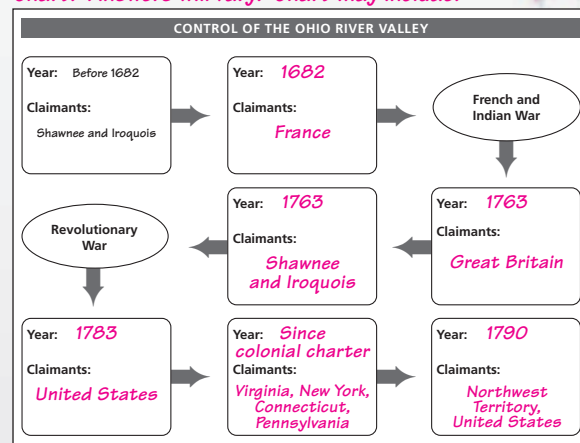 CONTROL OF THE OHIO RIVER VALLEY
Year: Before 1682
Claimants:
Shawnee and Iroquois
Year: 1682
Claimants:
France
French and
Indian War
Year: 1763
Claimants:
Great Britain
Year: 1763
Claimants:
Shawnee
and Iroquois
Revolutionary
War
Year: 1783
Claimants:
United States
Year: Since
colonial charter
Claimants:
Virginia, New York,
Connecticut,
Pennsylvania
Year: 1790
Claimants:
Northwest
Territory,
United States